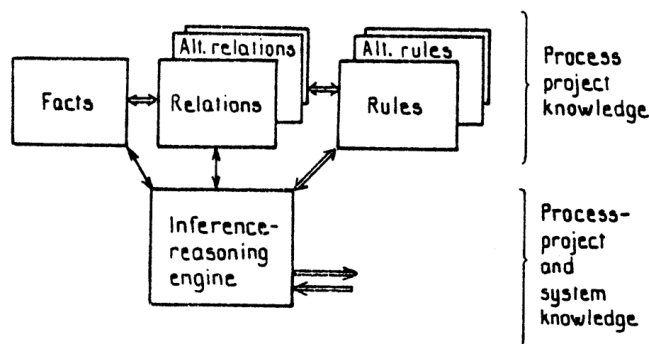 Alt. relations
Alt. rules
Facts
Relations
Rules
Process
project
knowledge
Inference-
reasoning
engine
Process-
project
and
system
knowledge